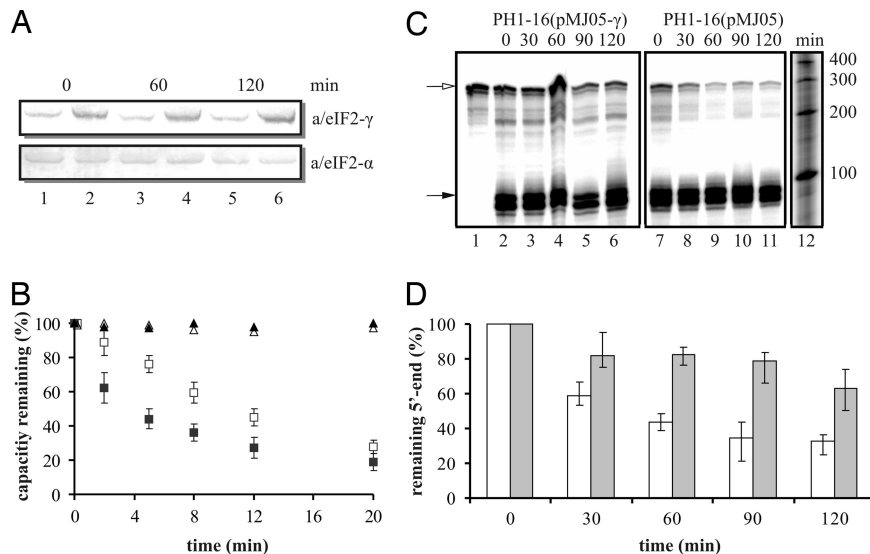 A
0 60 120 min
a/eIF2-γ
a/eIF2-α
1 2 3 4 5 6
C
PH1-16(pMJ05-γ) PH1-16(pMJ05)
0 30 60 90 120 0 30 60 90 120 min
400
300
200
100
1 2 3 4 5 6 7 8 9 10 11 12
B
capacitiy remaining (%)
100
80
60
40
20
0
0 4 8 12 16 20
time (min)
D
remaining 5'-end (%)
100
80
60
40
20
0
0 30 60 90 120
time (min)